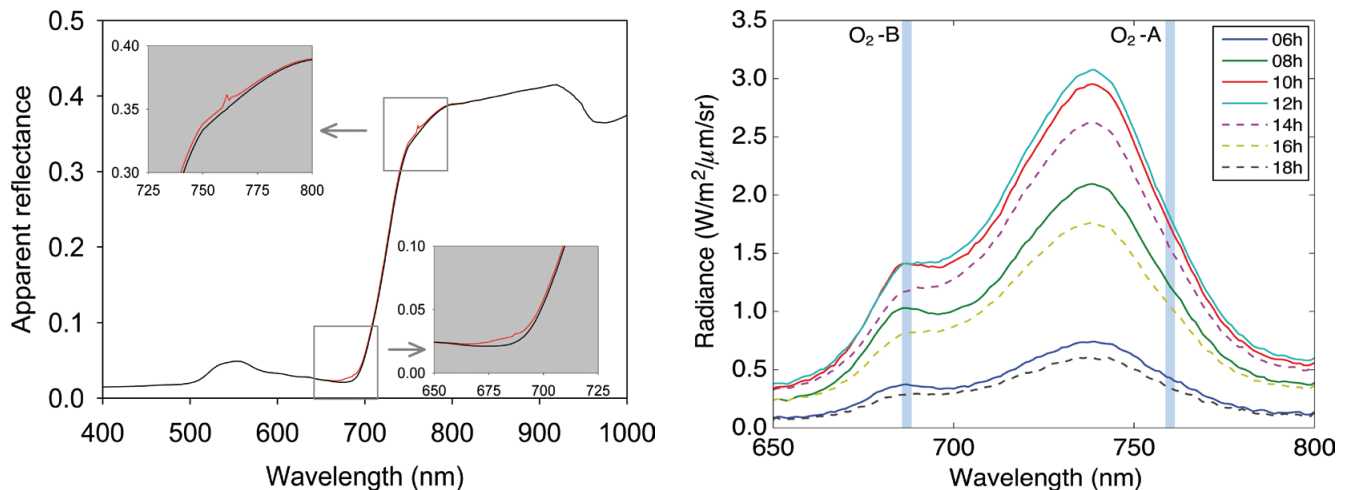 0.5
0.4
0.3
0.2
0.1
0.0
Apparent reflectance
400 500 600 700 800 900 1000
Wavelength (nm)
0.40
0.35
0.30
725 750 775 800
0.10
0.05
0.00
650 675 700 725
3.5
3.0
2.5
2.0
1.5
1.0
0.5
0.0
Radiance (W/m²/μm/sr)
650 700 750 800
Wavelength (nm)
O₂-B
O₂-A
06h
08h
10h
12h
14h
16h
18h